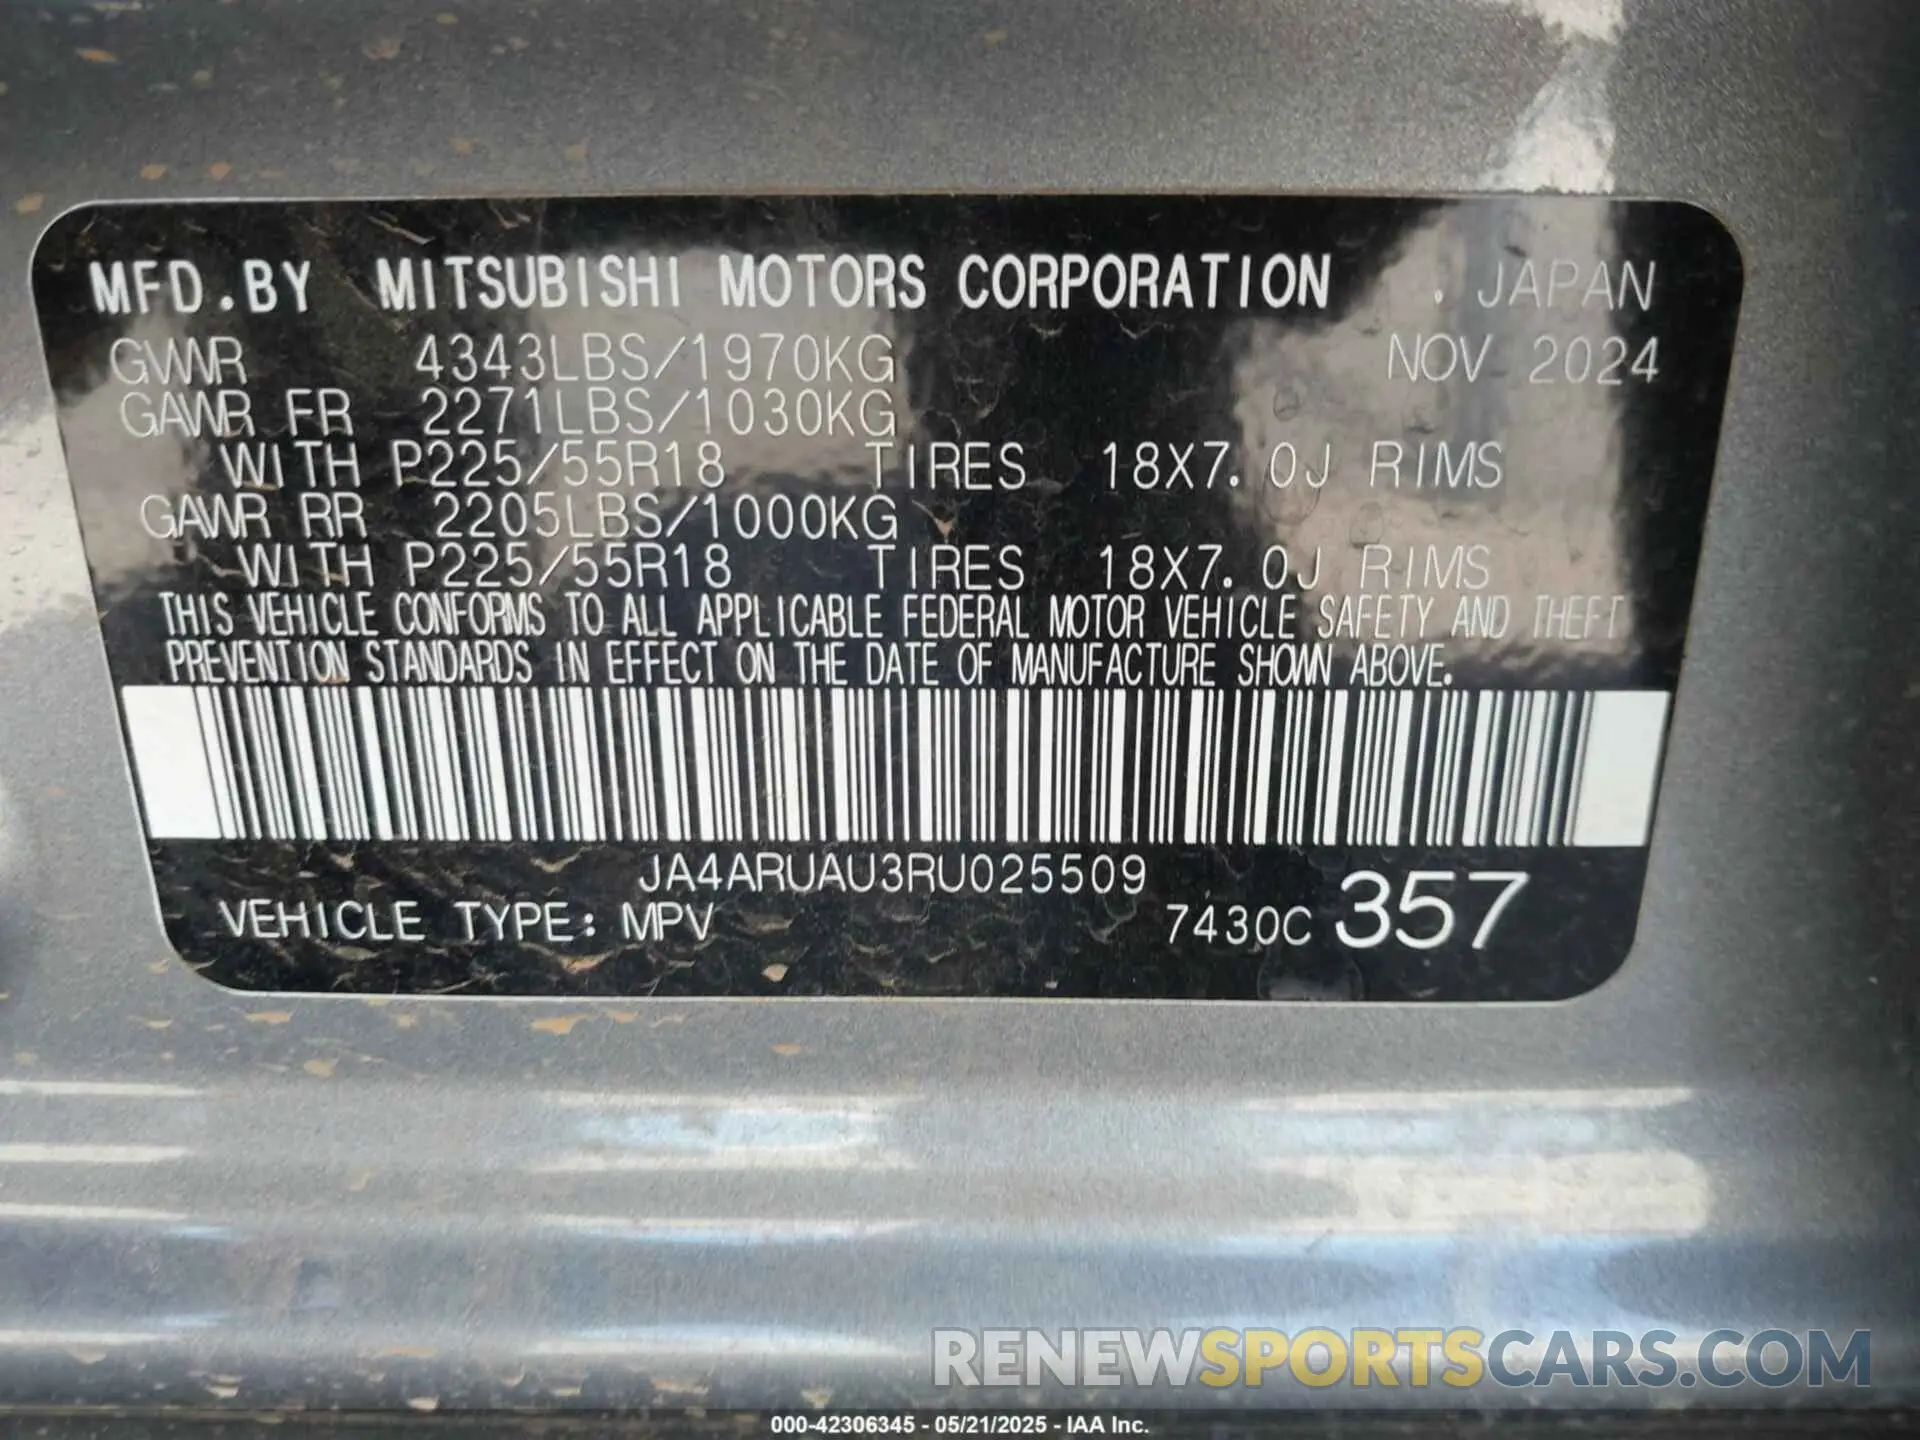 MFD.BY MITSUBISHI MOTORS CORPORATION . JAPAN
GVWR 4343LBS/1970KG NOV 2024
GAWR FR 2271LBS/1030KG
WITH P225/55R18 TIRES 18X7.0J RIMS
GAWR RR 2205LBS/1000KG
WITH P225/55R18 TIRES 18X7.0J RIMS
THIS VEHICLE CONFORMS TO ALL APPLICABLE FEDERAL MOTOR VEHICLE SAFETY AND THEFT
PREVENTION STANDARDS IN EFFECT ON THE DATE OF MANUFACTURE SHOWN ABOVE.
JA4ARUAU3RU025509
VEHICLE TYPE: MPV 7430C 357
RENEWSPORTSCARS.COM
000-42306345 - 05/21/2025 - IAA Inc.